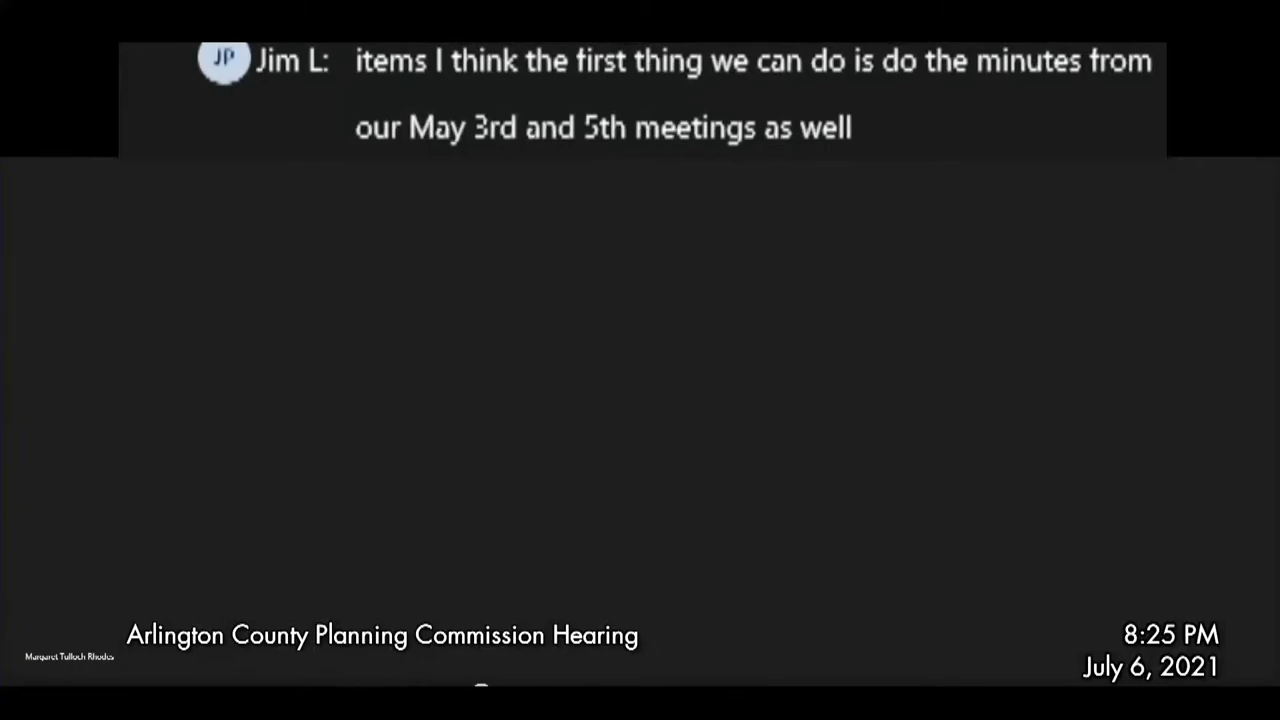 JP Jim L: items I think the first thing we can do is do the minutes from
our May 3rd and 5th meetings as well
Arlington County Planning Commission Hearing
8:25 PM
Margaret Tulloch Rhodes
July 6, 2021